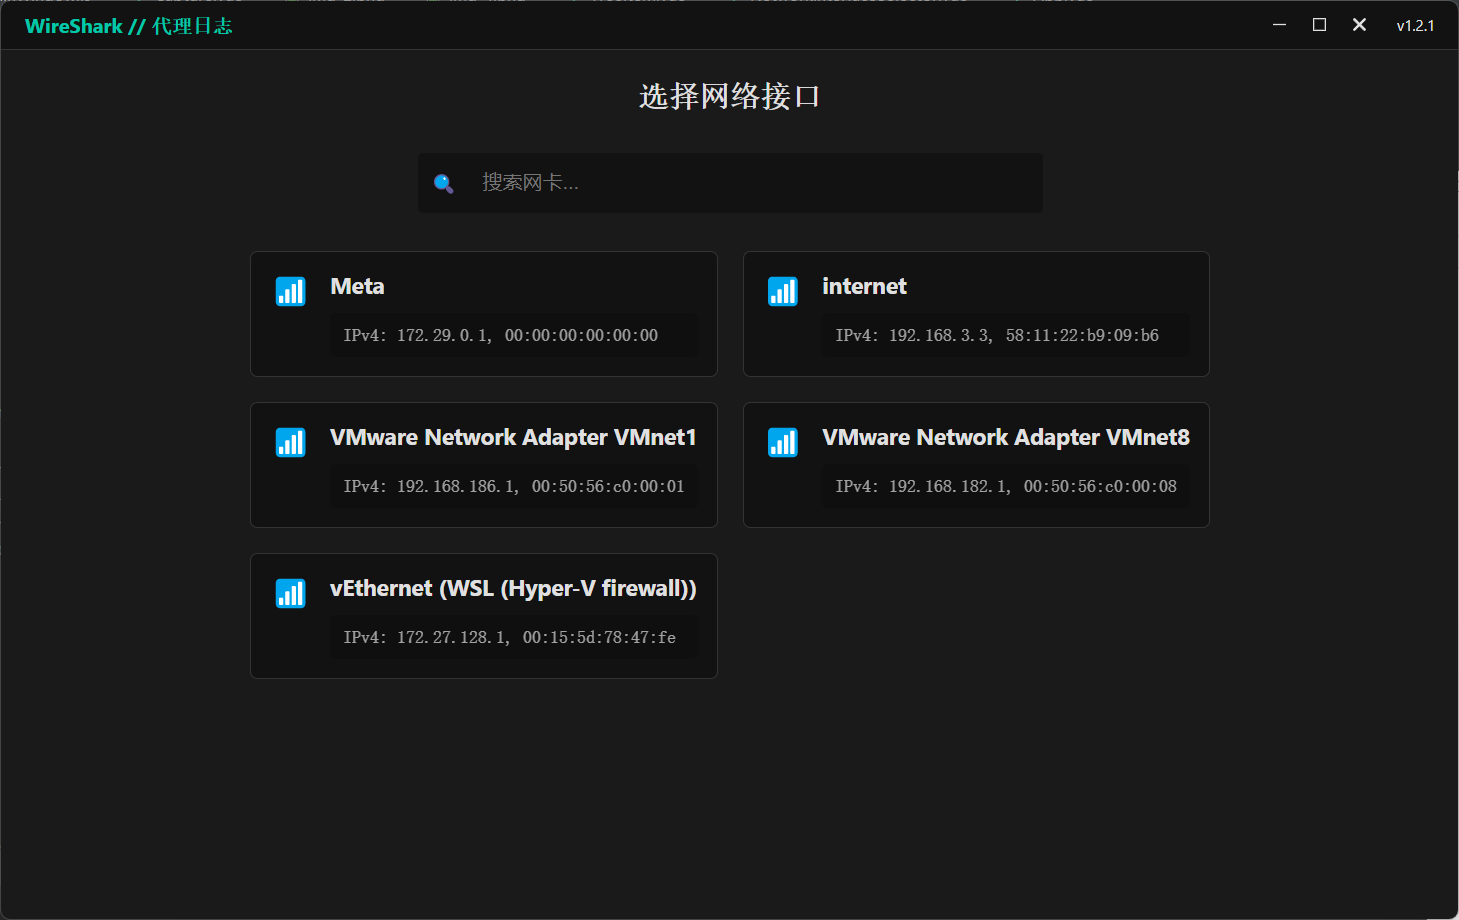 WireShark // 代理日志
v1.2.1
选择网络接口
搜索网卡...
Meta
IPv4: 172.29.0.1, 00:00:00:00:00:00
internet
IPv4: 192.168.3.3, 58:11:22:b9:09:b6
VMware Network Adapter VMnet1
IPv4: 192.168.186.1, 00:50:56:c0:00:01
VMware Network Adapter VMnet8
IPv4: 192.168.182.1, 00:50:56:c0:00:08
vEthernet (WSL (Hyper-V firewall))
IPv4: 172.27.128.1, 00:15:5d:78:47:fe